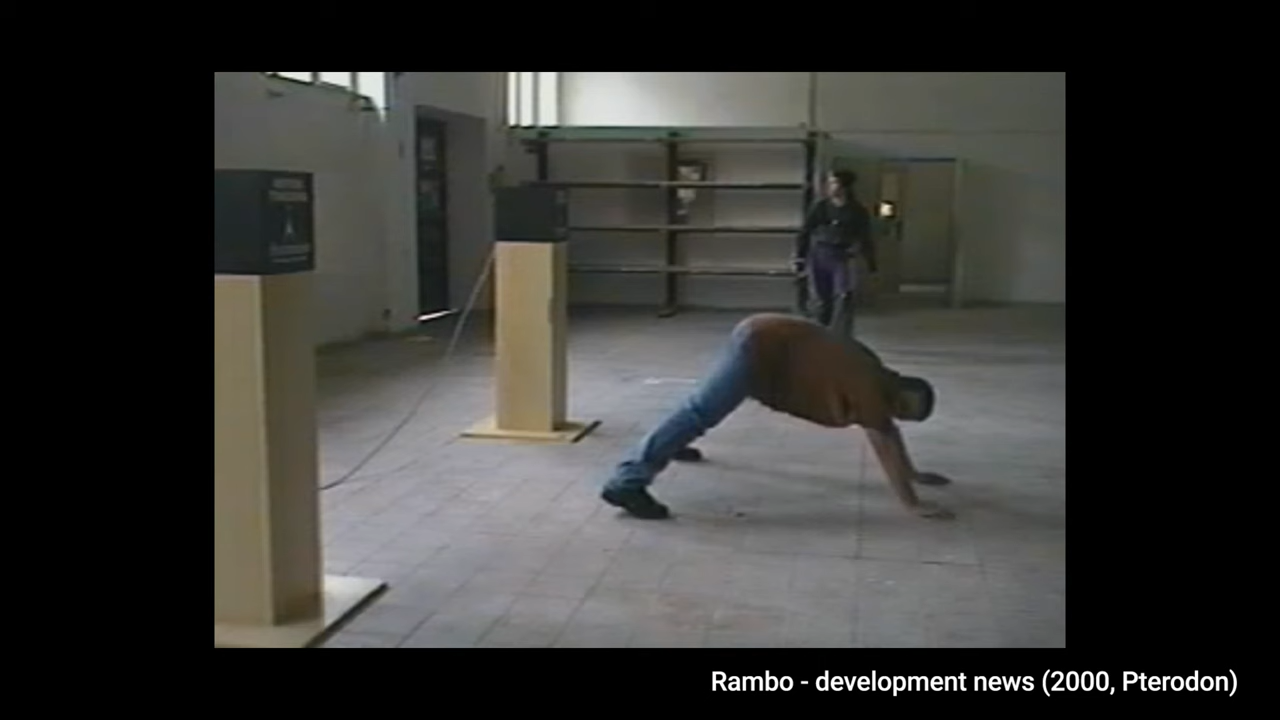 Rambo - development news (2000, Pterodon)